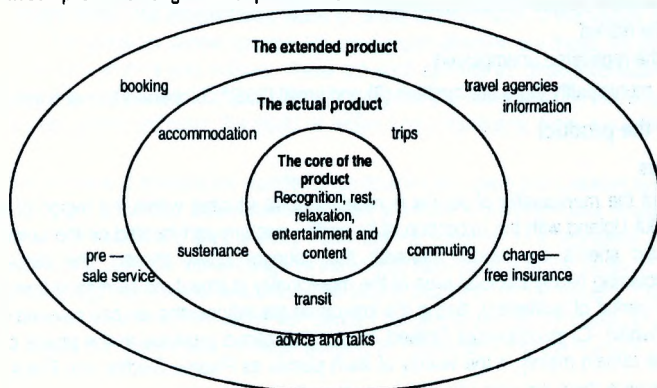 The extended product
booking
travel agencies
information
The actual product
accommodation
trips
The core of the
product
Recognition, rest,
relaxation,
entertainment and
content
sustenance
commuting
pre —
sale service
charge—
free insurance
transit
advice and talks